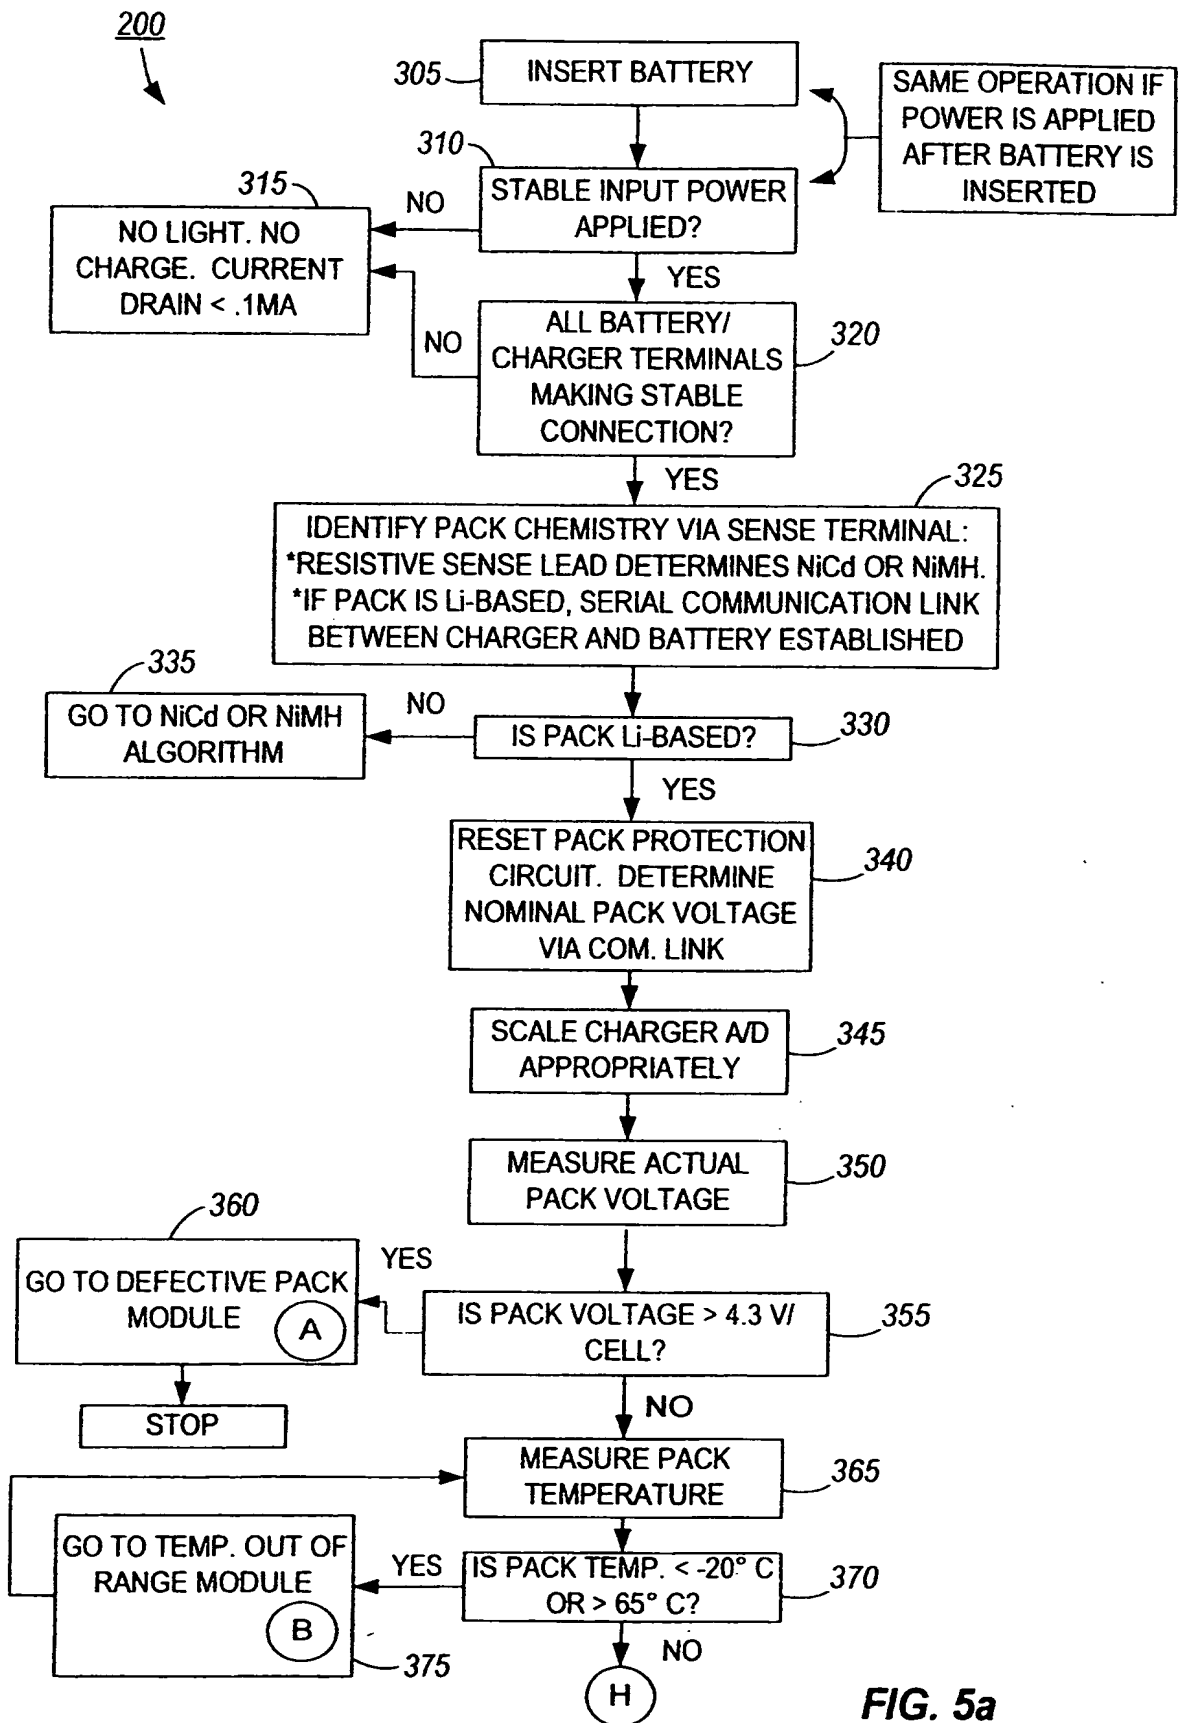 200
305
INSERT BATTERY
SAME OPERATION IF
POWER IS APPLIED
AFTER BATTERY IS
INSERTED
310
STABLE INPUT POWER
APPLIED?
315
NO
NO LIGHT. NO
CHARGE. CURRENT
DRAIN < .1MA
YES
NO
ALL BATTERY/
CHARGER TERMINALS
MAKING STABLE
CONNECTION?
320
YES
325
IDENTIFY PACK CHEMISTRY VIA SENSE TERMINAL:
*RESISTIVE SENSE LEAD DETERMINES NiCd OR NiMH.
*IF PACK IS Li-BASED, SERIAL COMMUNICATION LINK
BETWEEN CHARGER AND BATTERY ESTABLISHED
335
GO TO NiCd OR NiMH
ALGORITHM
NO
IS PACK Li-BASED?
330
YES
RESET PACK PROTECTION
CIRCUIT. DETERMINE
NOMINAL PACK VOLTAGE
VIA COM. LINK
340
SCALE CHARGER A/D
APPROPRIATELY
345
MEASURE ACTUAL
PACK VOLTAGE
350
360
GO TO DEFECTIVE PACK
MODULE
A
YES
IS PACK VOLTAGE > 4.3 V/
CELL?
355
STOP
NO
MEASURE PACK
TEMPERATURE
365
GO TO TEMP. OUT OF
RANGE MODULE
B
375
YES
IS PACK TEMP. < -20° C
OR > 65° C?
370
NO
H
FIG. 5a